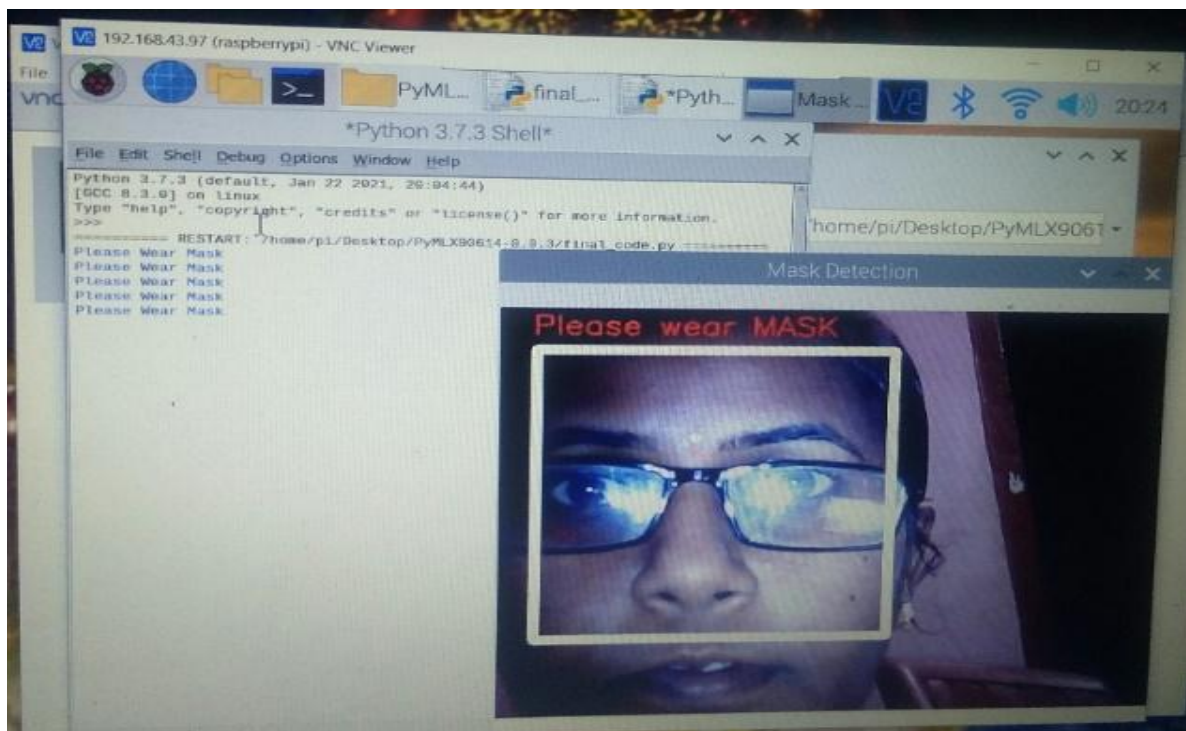 192.168.43.97 (raspberrypi) - VNC Viewer
File
VNC
PyML...
final_...
*Pyth...
Mask ...
20:24
*Python 3.7.3 Shell*
File Edit Shell Debug Options Window Help
Python 3.7.3 (default, Jan 22 2021, 20:04:44)
[GCC 8.3.0] on linux
Type "help", "copyright", "credits" or "license()" for more information.
>>>
========== RESTART: /home/pi/Desktop/PyMLX90614-0.0.3/final_code.py ==========
Please Wear Mask
Please Wear Mask
Please Wear Mask
Please Wear Mask
Please Wear Mask
/home/pi/Desktop/PyMLX9061
Mask Detection
Please wear MASK